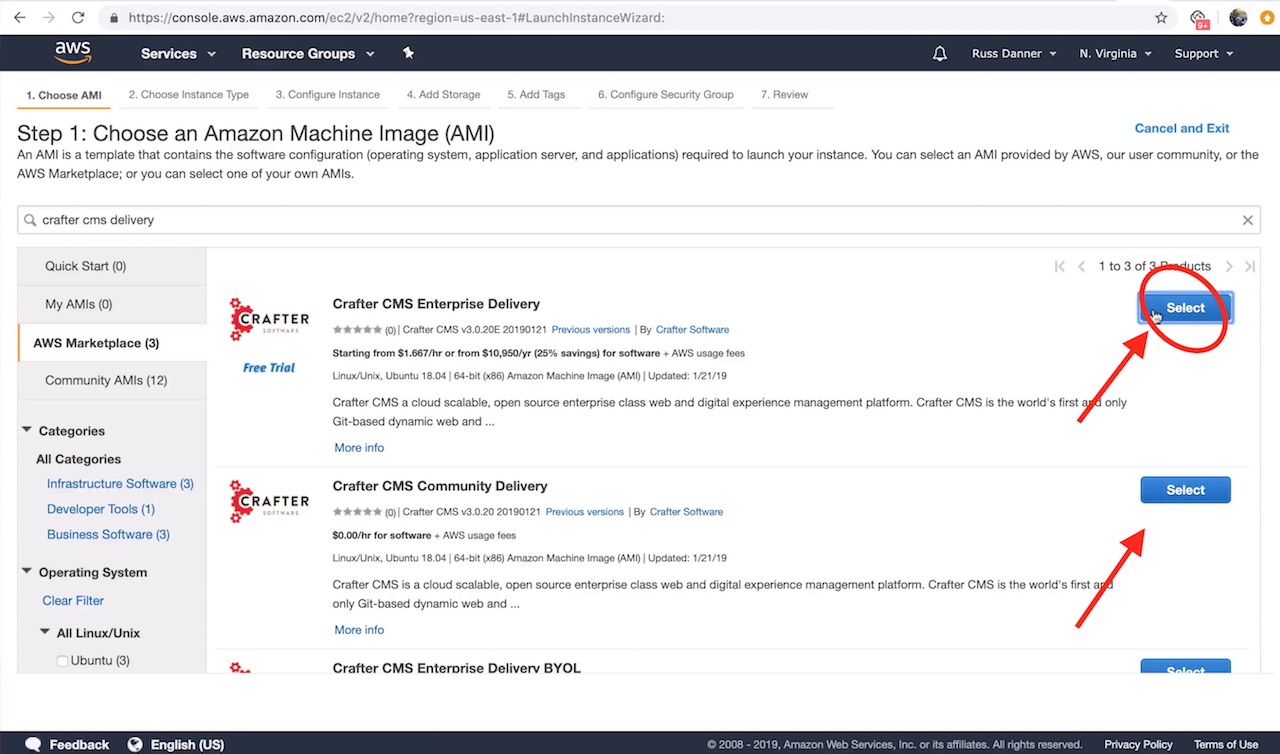 https://console.aws.amazon.com/ec2/v2/home?region=us-east-1#LaunchInstanceWizard:
9+
aws Services Resource Groups Russ Danner N. Virginia Support
1. Choose AMI 2. Choose Instance Type 3. Configure Instance 4. Add Storage 5. Add Tags 6. Configure Security Group 7. Review
Step 1: Choose an Amazon Machine Image (AMI)
Cancel and Exit
An AMI is a template that contains the software configuration (operating system, application server, and applications) required to launch your instance. You can select an AMI provided by AWS, our user community, or the
AWS Marketplace; or you can select one of your own AMIs.
crafter cms delivery
Quick Start (0)
My AMIs (0)
AWS Marketplace (3)
Community AMIs (12)
Categories
All Categories
Infrastructure Software (3)
Developer Tools (1)
Business Software (3)
Operating System
Clear Filter
All Linux/Unix
Ubuntu (3)
1 to 3 of 3 Products
CRAFTER
SOFTWARE
Free Trial
Crafter CMS Enterprise Delivery
Select
(0) | Crafter CMS v3.0.20E 20190121 Previous versions | By Crafter Software
Starting from $1.667/hr or from $10,950/yr (25% savings) for software + AWS usage fees
Linux/Unix, Ubuntu 18.04 | 64-bit (x86) Amazon Machine Image (AMI) | Updated: 1/21/19
Crafter CMS a cloud scalable, open source enterprise class web and digital experience management platform. Crafter CMS is the world's first and only
Git-based dynamic web and ...
More info
CRAFTER
SOFTWARE
Crafter CMS Community Delivery
Select
(0) | Crafter CMS v3.0.20 20190121 Previous versions | By Crafter Software
$0.00/hr for software + AWS usage fees
Linux/Unix, Ubuntu 18.04 | 64-bit (x86) Amazon Machine Image (AMI) | Updated: 1/21/19
Crafter CMS is a cloud scalable, open source enterprise class web and digital experience management platform. Crafter CMS is the world's first and
only Git-based dynamic web and ...
More info
Crafter CMS Enterprise Delivery BYOL
Select
Feedback English (US) © 2008 - 2019, Amazon Web Services, Inc. or its affiliates. All rights reserved. Privacy Policy Terms of Use